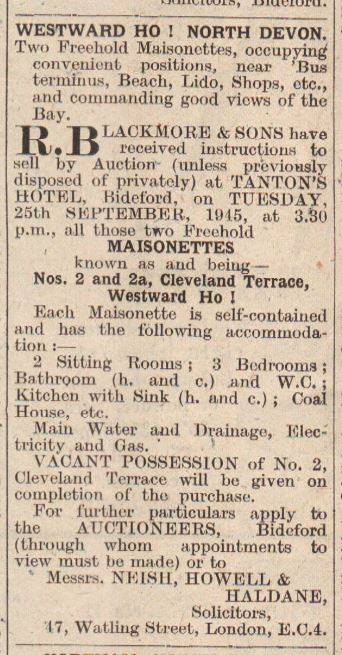 Solicitors, Bideford.
WESTWARD HO ! NORTH DEVON.
Two Freehold Maisonettes, occupying
convenient positions, near 'Bus
terminus, Beach, Lido, Shops, etc.,
and commanding good views of the
Bay.
R. BLACKMORE & SONS have
received instructions to
sell by Auction (unless previously
disposed of privately) at TANTON'S
HOTEL, Bideford, on TUESDAY,
25th SEPTEMBER, 1945, at 3.30
p.m., all those two Freehold
MAISONETTES
known as and being—
Nos. 2 and 2a, Cleveland Terrace,
Westward Ho !
Each Maisonette is self-contained
and has the following accommoda-
tion :—
2 Sitting Rooms ; 3 Bedrooms ;
Bathroom (h. and c.) and W.C. ;
Kitchen with Sink (h. and c.) ; Coal
House, etc.
Main Water and Drainage, Elec-
tricity and Gas.
VACANT POSSESSION of No. 2,
Cleveland Terrace will be given on
completion of the purchase.
For further particulars apply to
the AUCTIONEERS, Bideford
(through whom appointments to
view must be made) or to
Messrs. NEISH, HOWELL &
HALDANE,
Solicitors,
47, Watling Street, London, E.C.4.